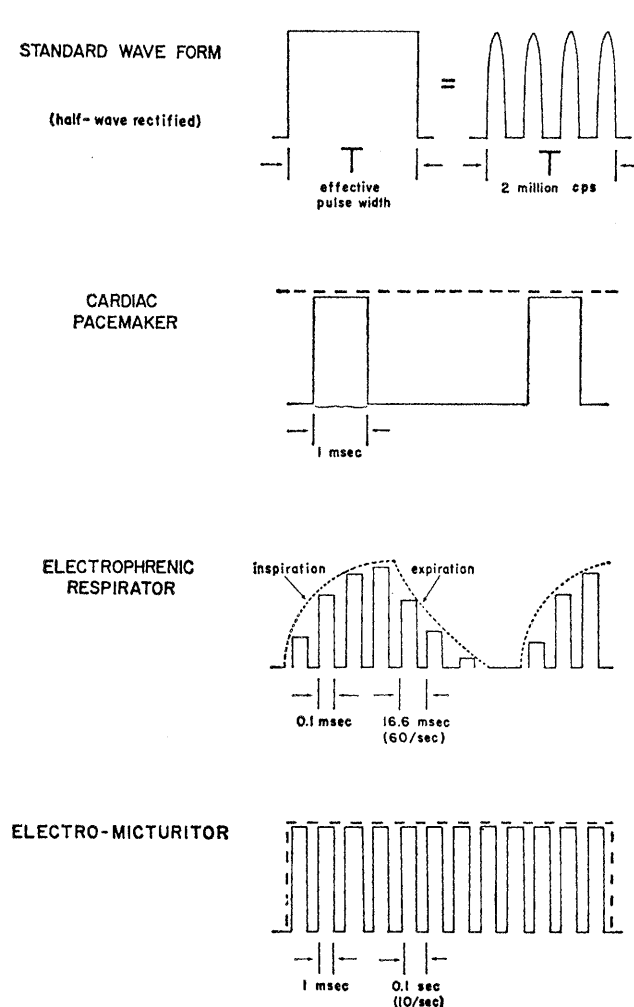 STANDARD WAVE FORM
(half-wave rectified)
=
T
effective
pulse width
T
2 million cps
CARDIAC
PACEMAKER
1 msec
ELECTROPHRENIC
RESPIRATOR
inspiration
expiration
0.1 msec
16.6 msec
(60/sec)
ELECTRO-MICTURITOR
1 msec
0.1 sec
(10/sec)